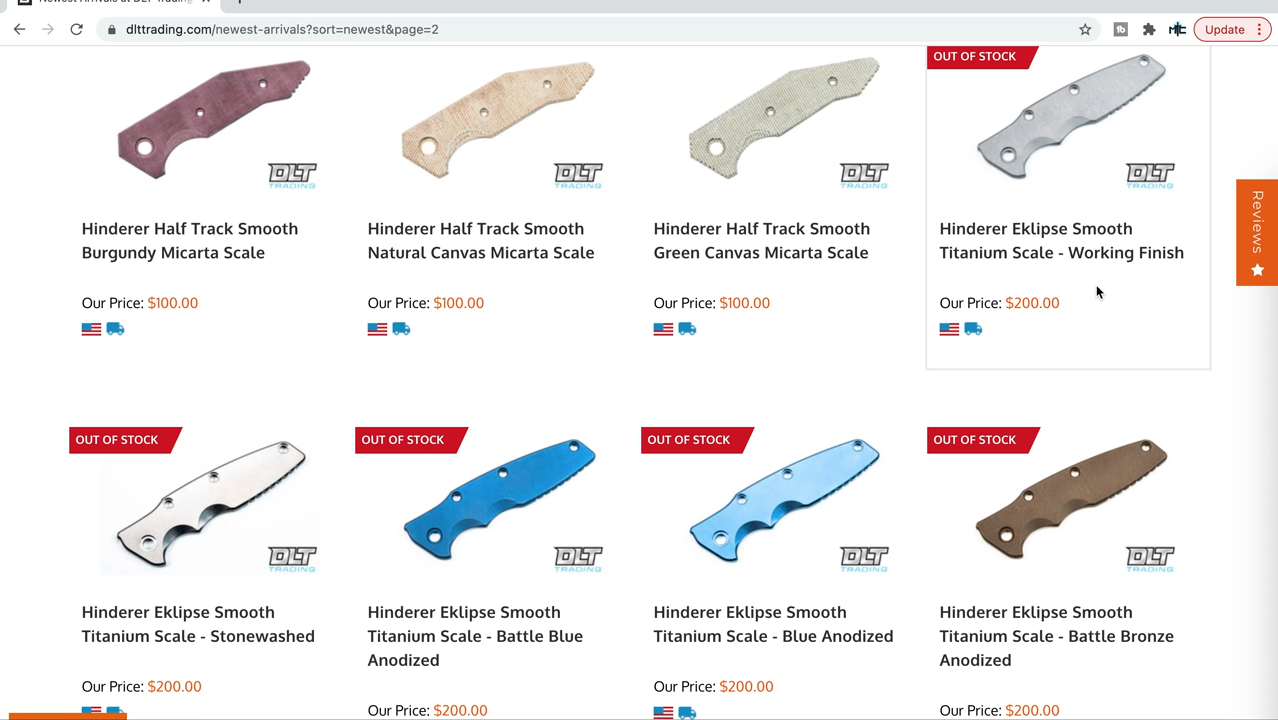 Newest Arrivals at DLT Trading
dlttrading.com/newest-arrivals?sort=newest&page=2
Update
OUT OF STOCK
DLT
TRADING
DLT
TRADING
DLT
TRADING
DLT
TRADING
Reviews
Hinderer Half Track Smooth
Burgundy Micarta Scale
Our Price: $100.00
Hinderer Half Track Smooth
Natural Canvas Micarta Scale
Our Price: $100.00
Hinderer Half Track Smooth
Green Canvas Micarta Scale
Our Price: $100.00
Hinderer Eklipse Smooth
Titanium Scale - Working Finish
Our Price: $200.00
OUT OF STOCK
OUT OF STOCK
OUT OF STOCK
OUT OF STOCK
DLT
TRADING
DLT
TRADING
DLT
TRADING
DLT
TRADING
Hinderer Eklipse Smooth
Titanium Scale - Stonewashed
Our Price: $200.00
Hinderer Eklipse Smooth
Titanium Scale - Battle Blue
Anodized
Our Price: $200.00
Hinderer Eklipse Smooth
Titanium Scale - Blue Anodized
Our Price: $200.00
Hinderer Eklipse Smooth
Titanium Scale - Battle Bronze
Anodized
Our Price: $200.00